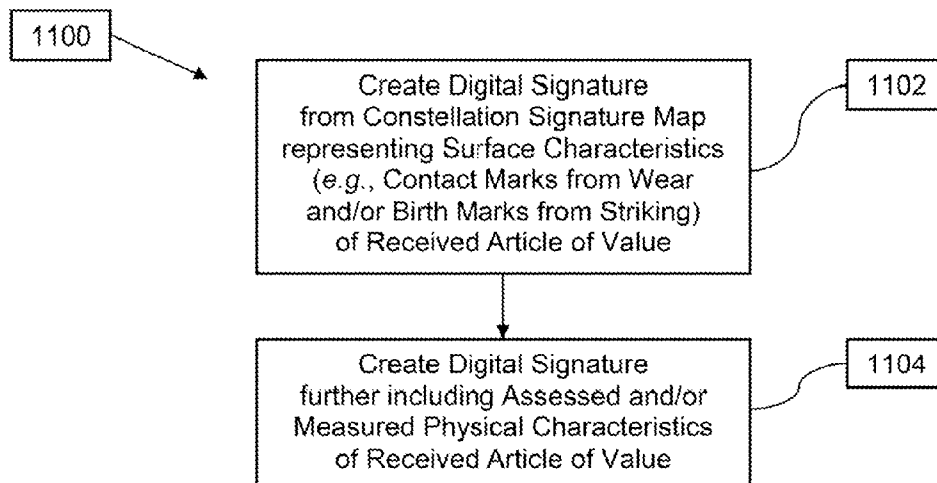 1100
Create Digital Signature
from Constellation Signature Map
representing Surface Characteristics
(e.g., Contact Marks from Wear
and/or Birth Marks from Striking)
of Received Article of Value
1102
Create Digital Signature
further including Assessed and/or
Measured Physical Characteristics
of Received Article of Value
1104